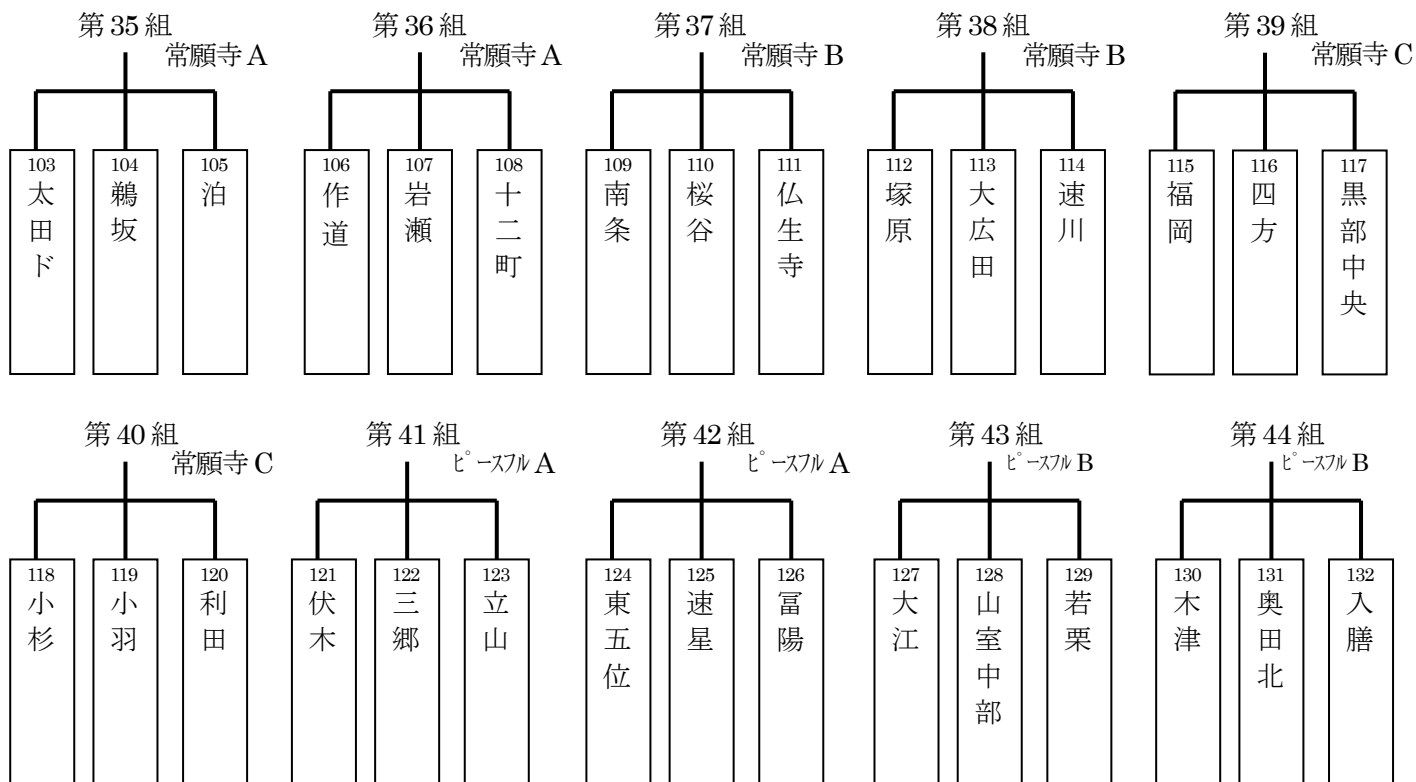 第35組
常願寺A
103
太田ド
104
鵜坂
105
泊
第36組
常願寺A
106
作道
107
岩瀬
108
十二町
第37組
常願寺B
109
南条
110
桜谷
111
仏生寺
第38組
常願寺B
112
塚原
113
大広田
114
速川
第39組
常願寺C
115
福岡
116
四方
117
黒部中央
第40組
常願寺C
118
小杉
119
小羽
120
利田
第41組
ﾋﾟｰｽﾌﾙA
121
伏木
122
三郷
123
立山
第42組
ﾋﾟｰｽﾌﾙA
124
東五位
125
速星
126
冨陽
第43組
ﾋﾟｰｽﾌﾙB
127
大江
128
山室中部
129
若栗
第44組
ﾋﾟｰｽﾌﾙB
130
木津
131
奥田北
132
入膳